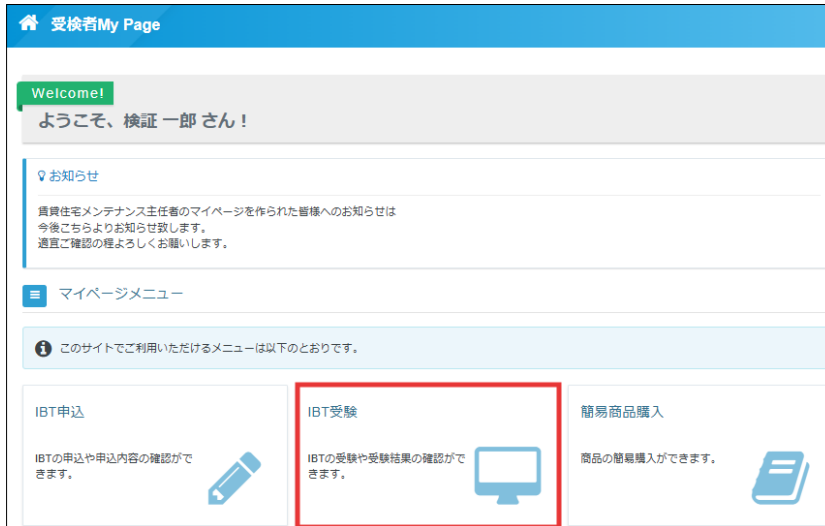 受検者My Page
Welcome!
ようこそ、検証 一郎 さん！
お知らせ
賃貸住宅メンテナンス主任者のマイページを作られた皆様へのお知らせは
今後こちらよりお知らせ致します。
適宜ご確認の程よろしくお願いします。
マイページメニュー
このサイトでご利用いただけるメニューは以下のとおりです。
IBT申込
IBTの申込や申込内容の確認がで
きます。
IBT受験
IBTの受験や受験結果の確認がで
きます。
簡易商品購入
商品の簡易購入ができます。